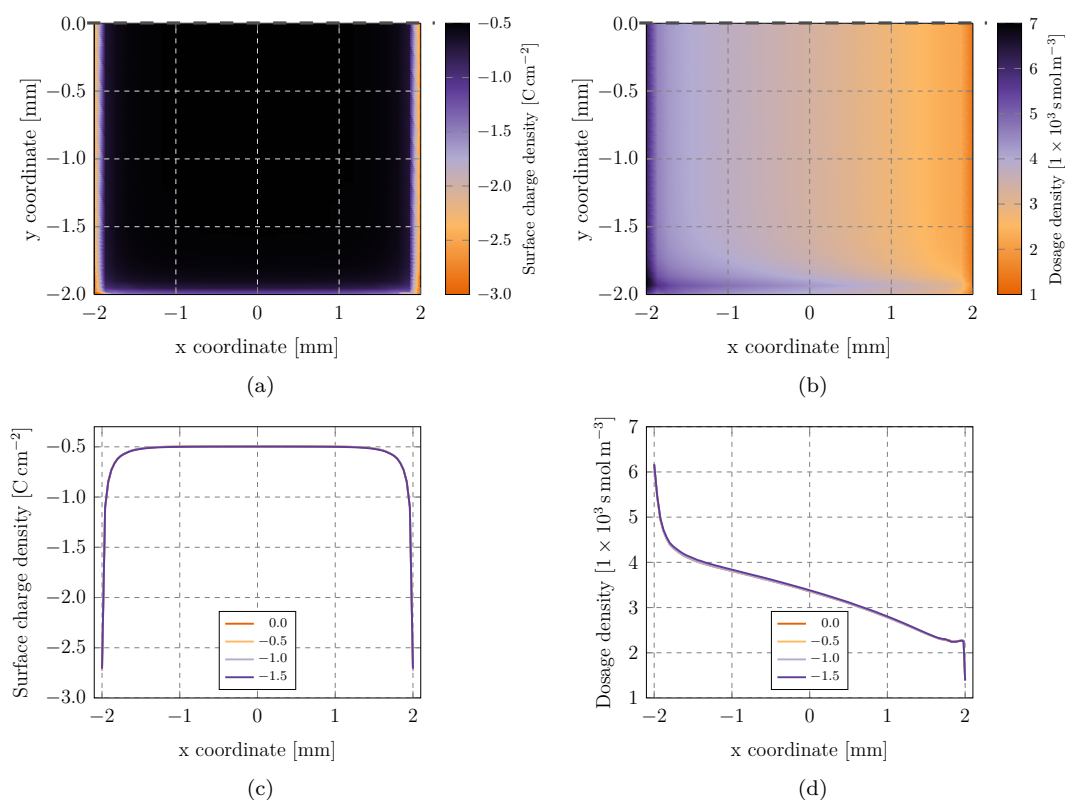 0.0
−0.5
−1.0
−1.5
−2.0
y coordinate [mm]
−2 −1 0 1 2
x coordinate [mm]
−0.5
−1.0
−1.5
−2.0
−2.5
−3.0
Surface charge density [C cm−2]
(a)
0.0
−0.5
−1.0
−1.5
−2.0
y coordinate [mm]
−2 −1 0 1 2
x coordinate [mm]
7
6
5
4
3
2
1
Dosage density [1 × 10³ s mol m−3]
(b)
−0.5
−1.0
−1.5
−2.0
−2.5
−3.0
Surface charge density [C cm−2]
0.0
−0.5
−1.0
−1.5
−2 −1 0 1 2
x coordinate [mm]
(c)
7
6
5
4
3
2
1
Dosage density [1 × 10³ s mol m−3]
0.0
−0.5
−1.0
−1.5
−2 −1 0 1 2
x coordinate [mm]
(d)